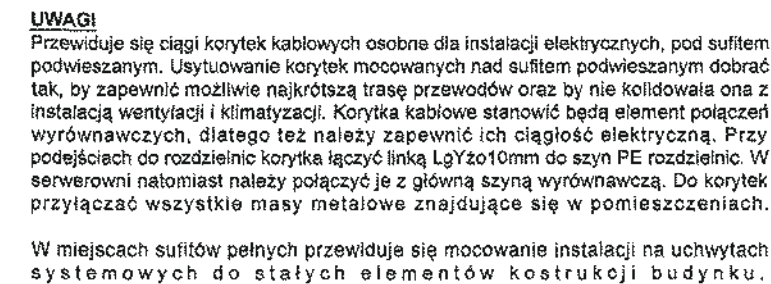 UWAGI
Przewiduje się ciągi korytek kablowych osobne dla instalacji elektrycznych, pod sufitem
podwieszanym. Usytuowanie korytek mocowanych nad sufitem podwieszanym dobrać
tak, by zapewnić możliwie najkrótszą trasę przewodów oraz by nie kolidowała ona z
instalacją wentylacji i klimatyzacji. Korytka kablowe stanowić będą element połączeń
wyrównawczych, dlatego też należy zapewnić ich ciągłość elektryczną. Przy
podejściach do rozdzielnic korytka łączyć linką LgYżo10mm do szyn PE rozdzielnic. W
serwerowni natomiast należy połączyć je z główną szyną wyrównawczą. Do korytek
przyłączać wszystkie masy metalowe znajdujące się w pomieszczeniach.
W miejscach sufitów pełnych przewiduje się mocowanie instalacji na uchwytach
systemowych do stałych elementów kostrukcji budynku.